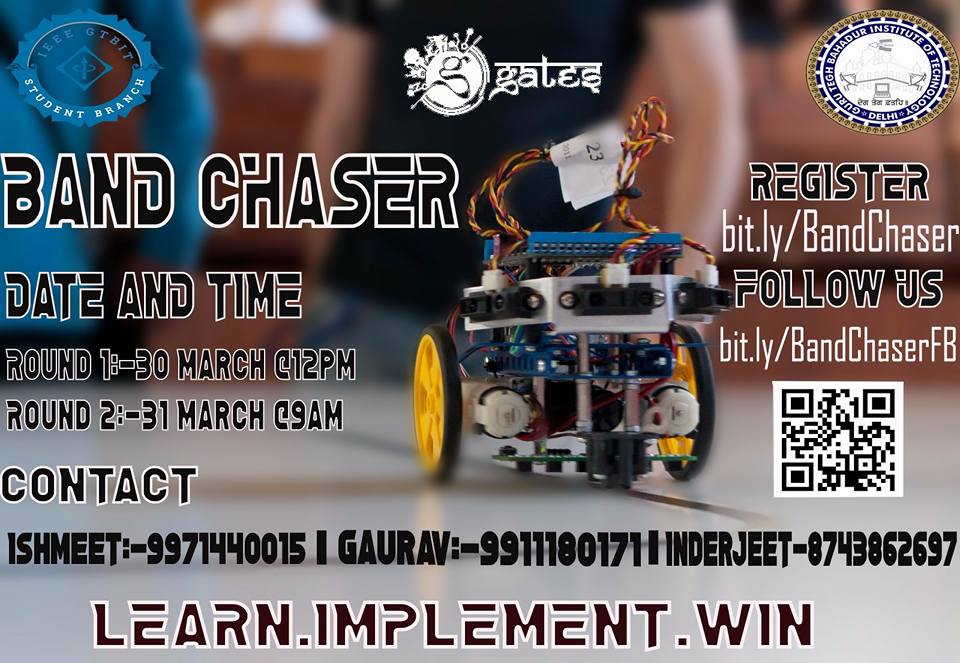 IEEE GTBIT
STUDENT BRANCH
g gates
GURU TEGH BAHADUR INSTITUTE OF TECHNOLOGY
ਦੇਗ ਤੇਗ ਫ਼ਤਹਿ॥
DELHI
BAND CHASER
DATE AND TIME
ROUND 1:-30 MARCH @12PM
ROUND 2:-31 MARCH @9AM
23
REGISTER
bit.ly/BandChaser
FOLLOW US
bit.ly/BandChaserFB
CONTACT
ISHMEET:-9971440015 | GAURAV:-9911180171 | INDERJEET-8743862697
LEARN.IMPLEMENT.WIN